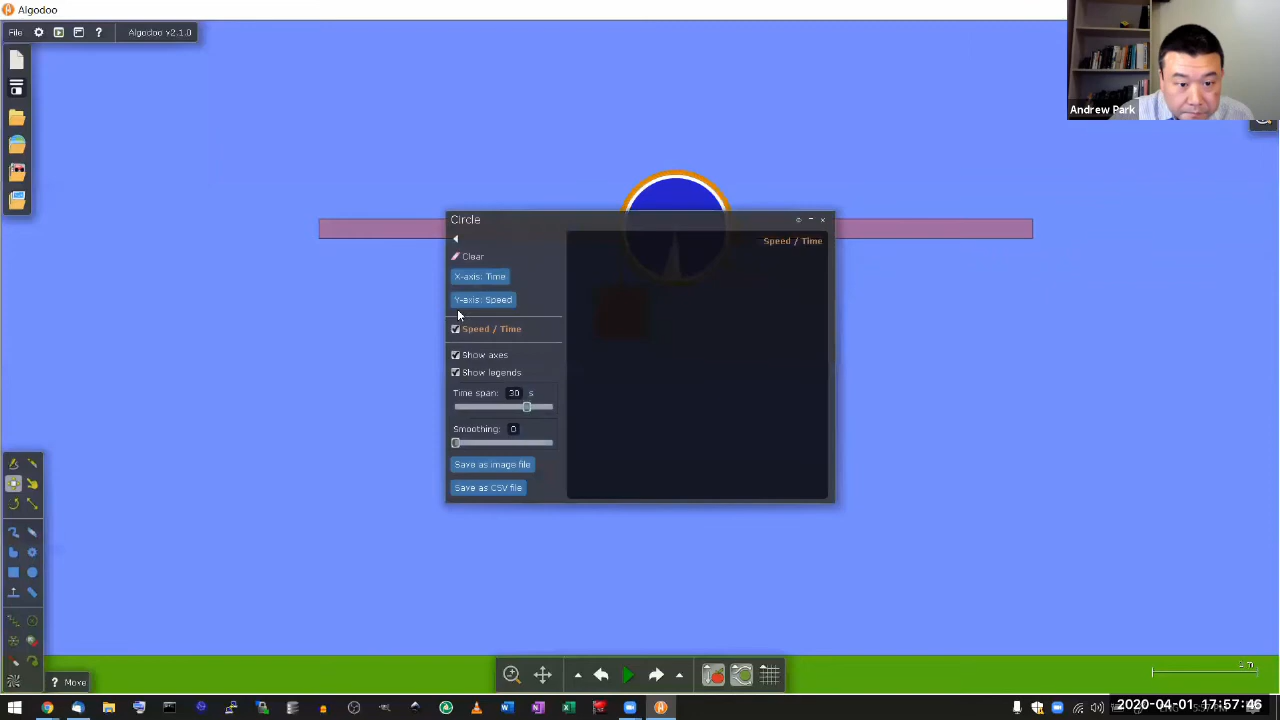 Algodoo
File
? Algodoo v2.1.0
Andrew Park
Circle
Clear
X-axis: Time
Y-axis: Speed
Speed / Time
Speed / Time
Show axes
Show legends
Time span: 30 s
Smoothing: 0
Save as image file
Save as CSV file
? Move
2020-04-01 17:57:46